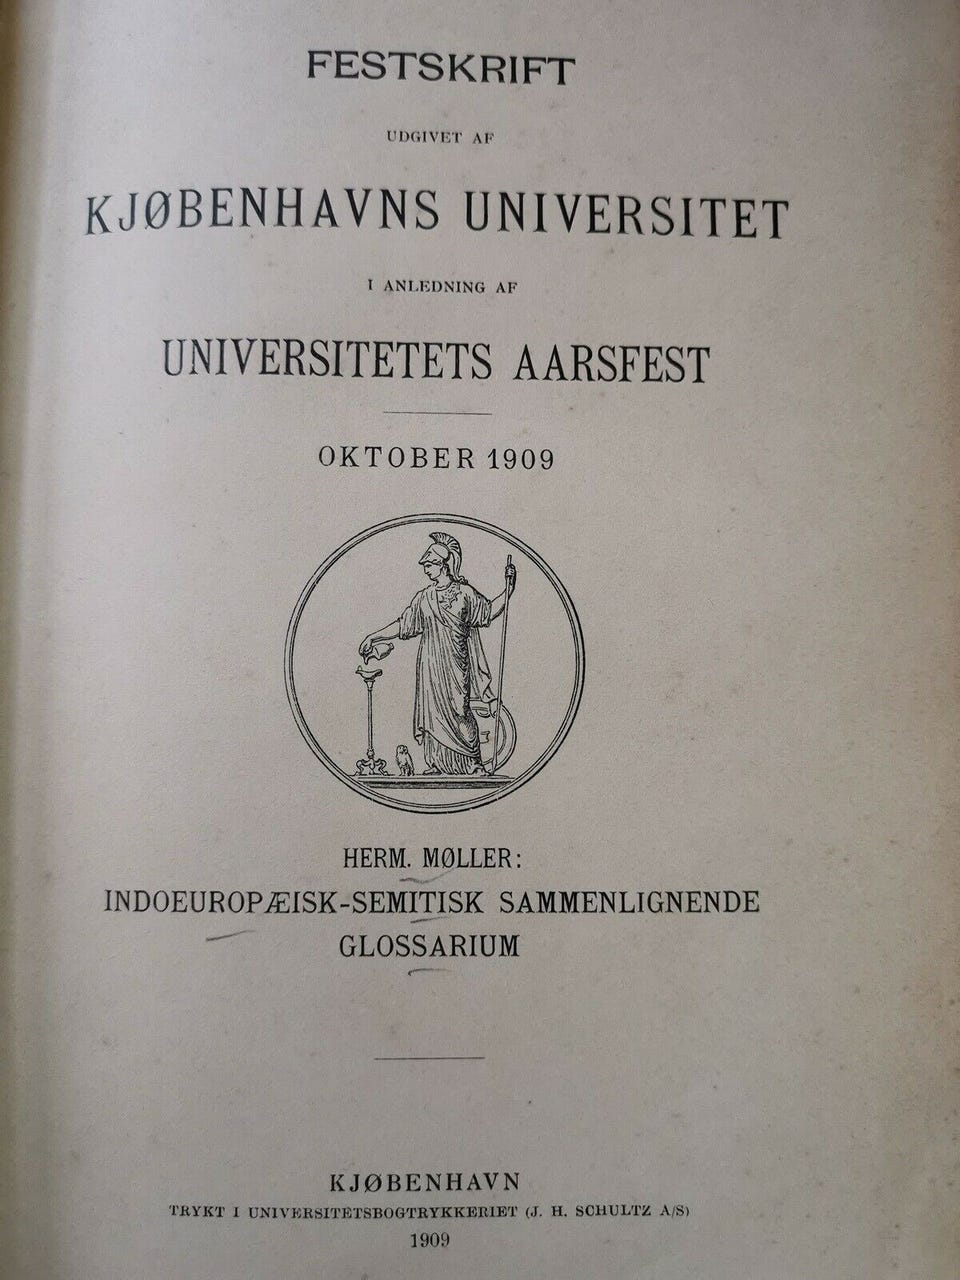 FESTSKRIFT
UDGIVET AF
KJØBENHAVNS UNIVERSITET
I ANLEDNING AF
UNIVERSITETETS AARSFEST
OKTOBER 1909
HERM. MØLLER:
INDOEUROPÆISK-SEMITISK SAMMENLIGNENDE
GLOSSARIUM
KJØBENHAVN
TRYKT I UNIVERSITETSBOGTRYKKERIET (J. H. SCHULTZ A/S)
1909